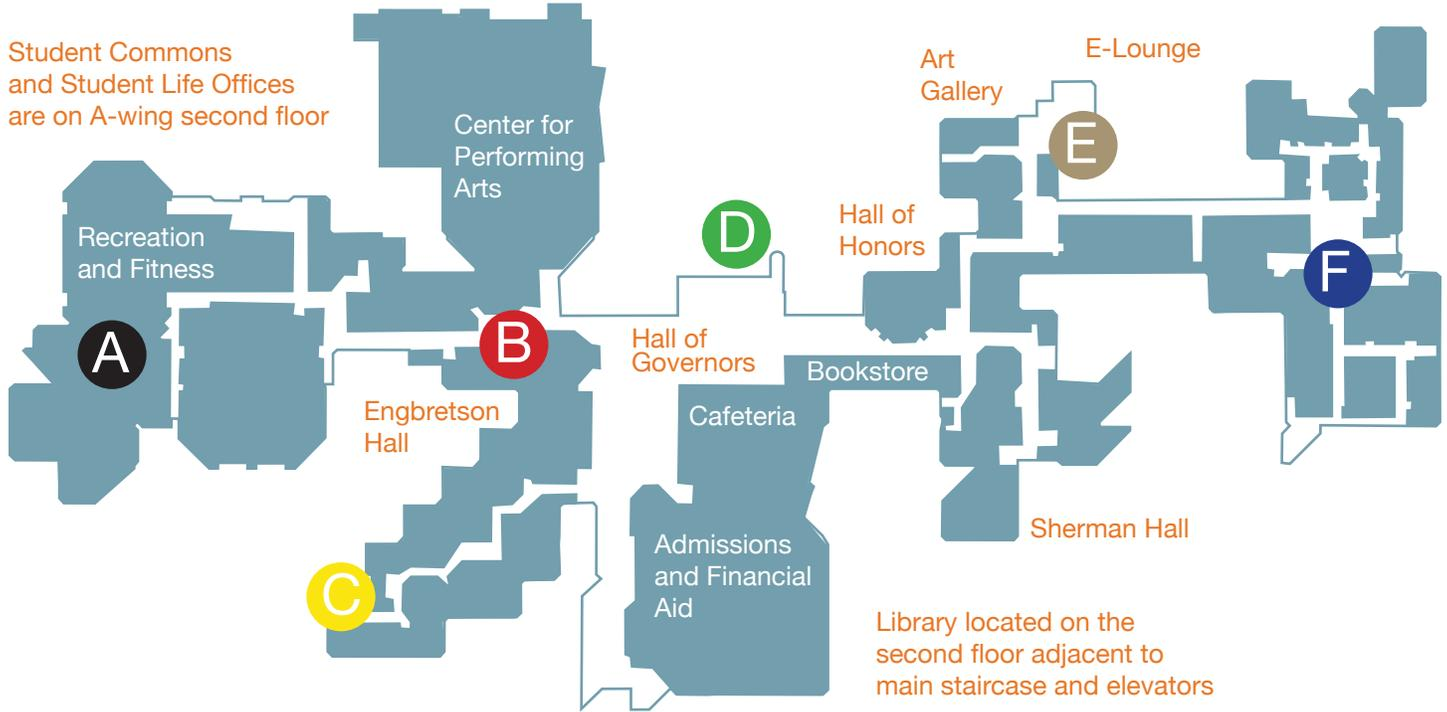 Student Commons
and Student Life Offices
are on A-wing second floor
Center for
Performing
Arts
Art
Gallery
E-Lounge
E
Recreation
and Fitness
D
Hall of
Honors
F
A
B
Hall of
Governors
Bookstore
Engbretson
Hall
Cafeteria
Sherman Hall
Admissions
and Financial
Aid
C
Library located on the
second floor adjacent to
main staircase and elevators